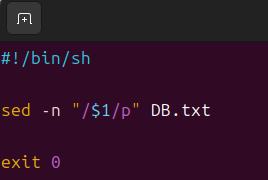 #!/bin/sh
sed -n "/$1/p" DB.txt
exit 0